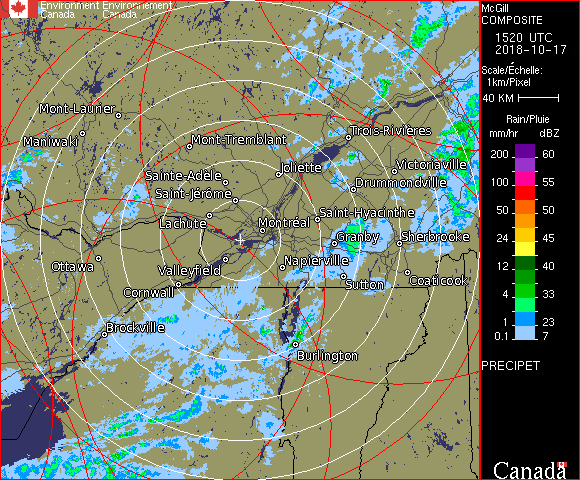 Environment Environnement
Canada Canada
McGill
COMPOSITE
1520 UTC
2018-10-17
Scale/Échelle:
1km/Pixel
40 KM
Rain/Pluie
mm/hr dBZ
200 60
100 55
50 50
24 45
12 40
4 33
1 23
0.1 7
PRECIPET
Canada
Mont-Laurier
Maniwaki
Mont-Tremblant
Trois-Rivières
Sainte-Adèle
Joliette
Victoriaville
Saint-Jérôme
Drummondville
Lachute
Montréal
Saint-Hyacinthe
Granby
Sherbrooke
Ottawa
Valleyfield
Napierville
Cornwall
Sutton
Coaticook
Brockville
Burlington